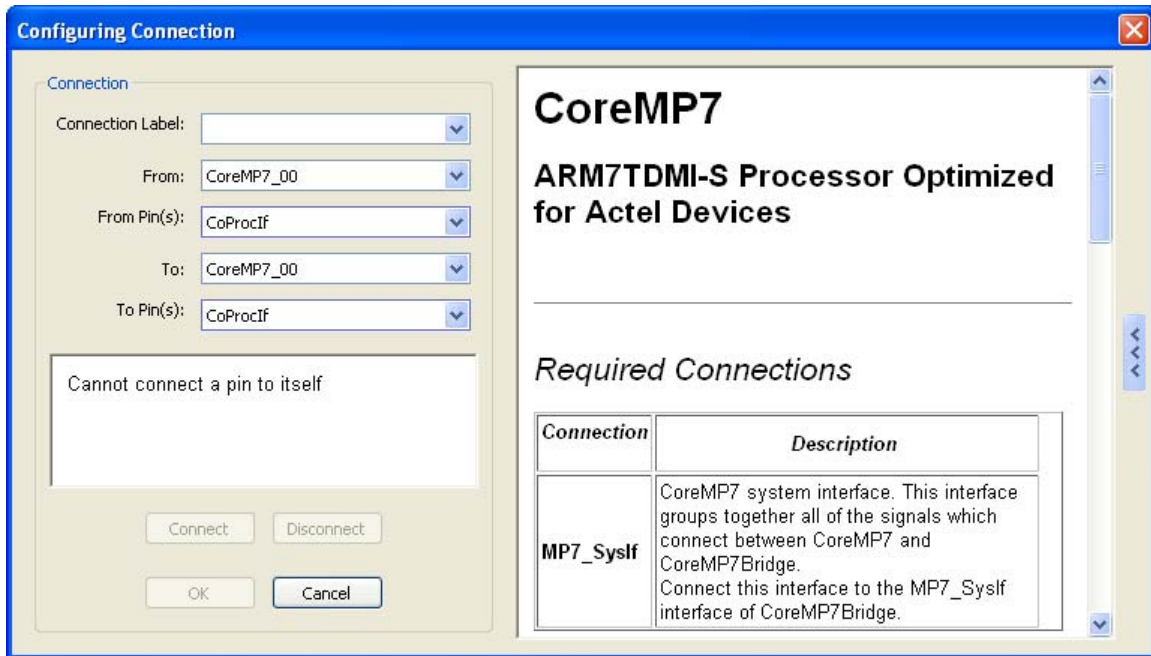 Configuring Connection
Connection
Connection Label:
From: CoreMP7_00
From Pin(s): CoProcIf
To: CoreMP7_00
To Pin(s): CoProcIf
Cannot connect a pin to itself
Connect Disconnect
OK Cancel
CoreMP7
ARM7TDMI-S Processor Optimized
for Actel Devices
Required Connections
Connection Description
MP7_SysIf
CoreMP7 system interface. This interface
groups together all of the signals which
connect between CoreMP7 and
CoreMP7Bridge.
Connect this interface to the MP7_SysIf
interface of CoreMP7Bridge.